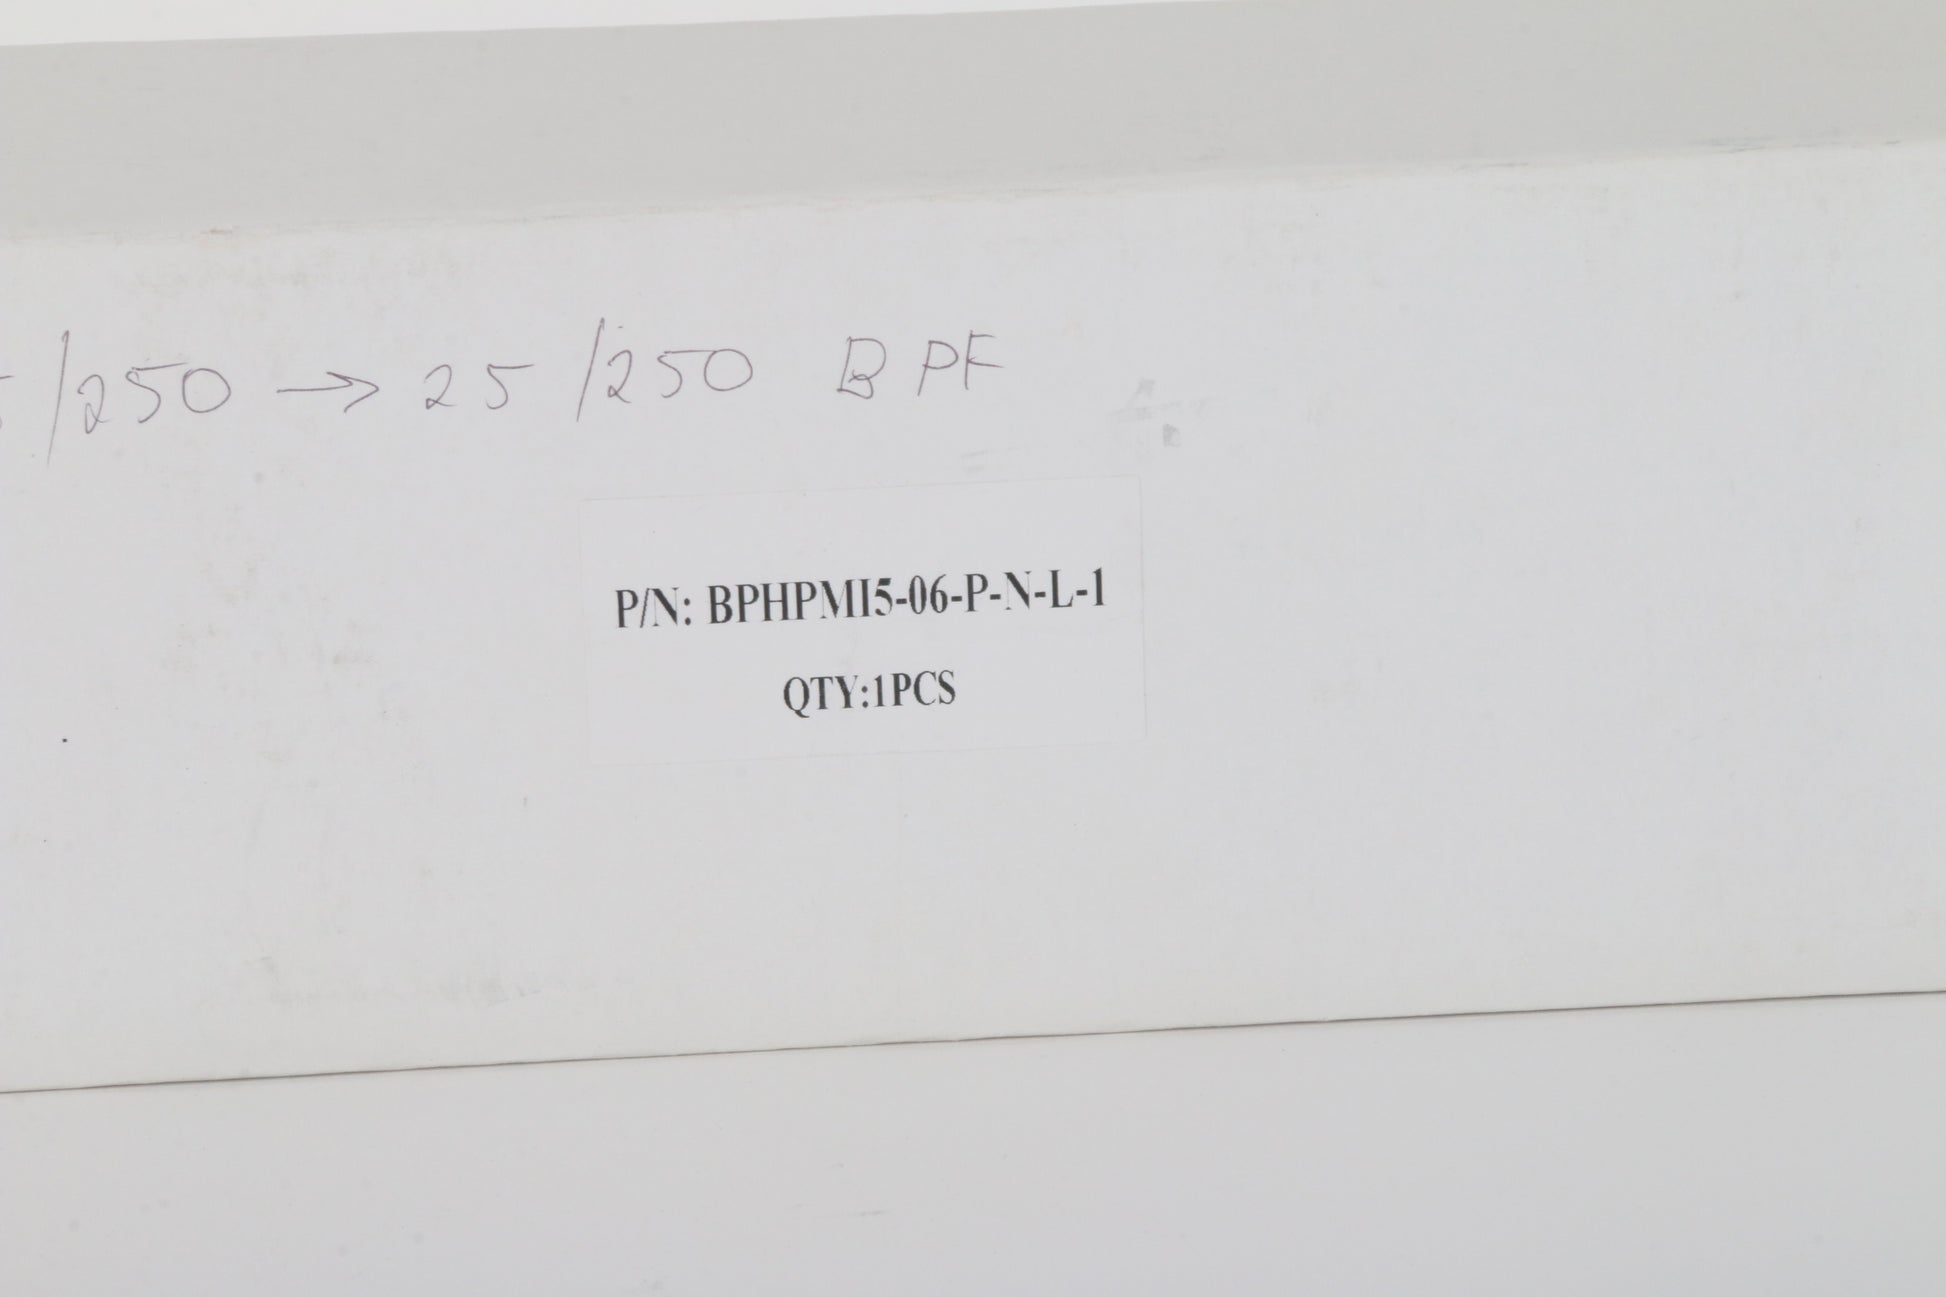 /250 → 25/250 BPF
P/N: BPHPMI5-06-P-N-L-1
QTY:1PCS